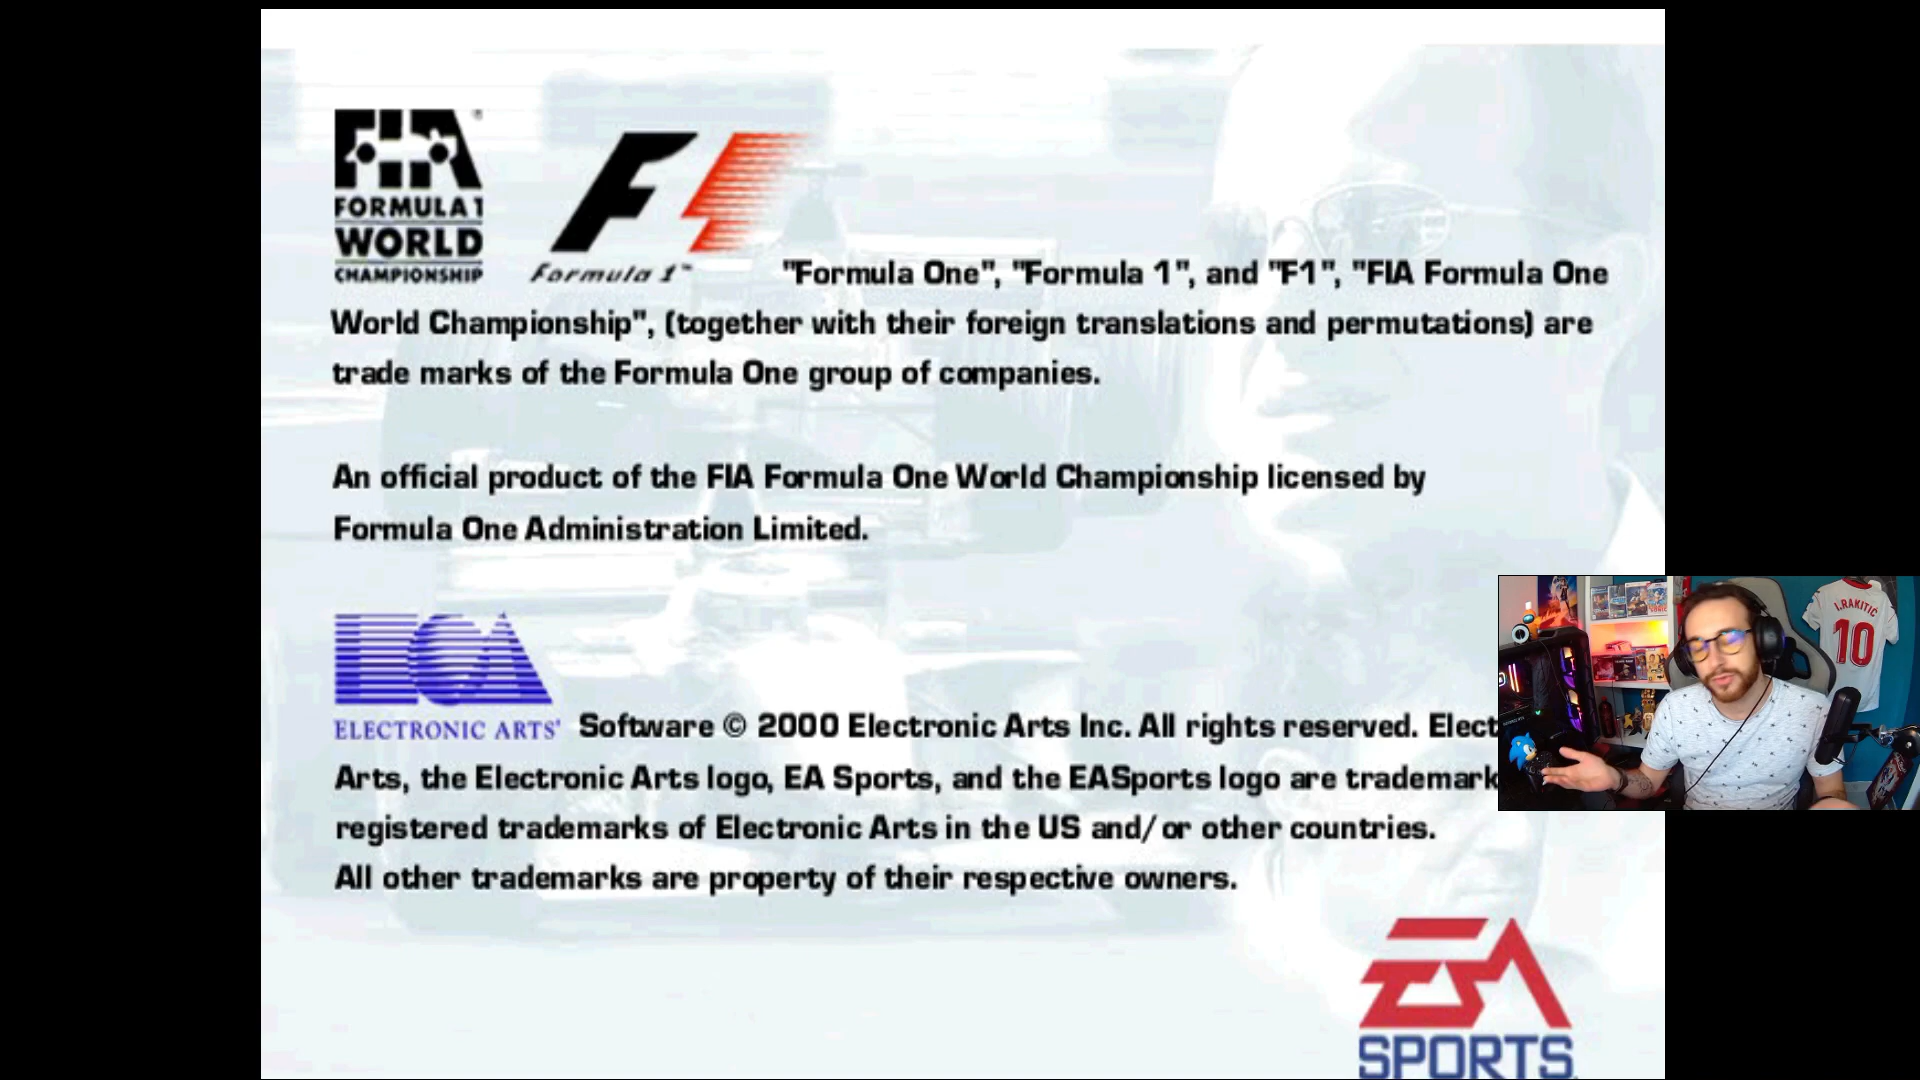 FIA
FORMULA 1
WORLD
CHAMPIONSHIP
F1
Formula 1™
"Formula One", "Formula 1", and "F1", "FIA Formula One
World Championship", (together with their foreign translations and permutations) are
trade marks of the Formula One group of companies.
An official product of the FIA Formula One World Championship licensed by
Formula One Administration Limited.
EA
ELECTRONIC ARTS®
Software © 2000 Electronic Arts Inc. All rights reserved. Elect
Arts, the Electronic Arts logo, EA Sports, and the EASports logo are trademark
registered trademarks of Electronic Arts in the US and/or other countries.
All other trademarks are property of their respective owners.
I.RAKITIĆ
10
EA
SPORTS